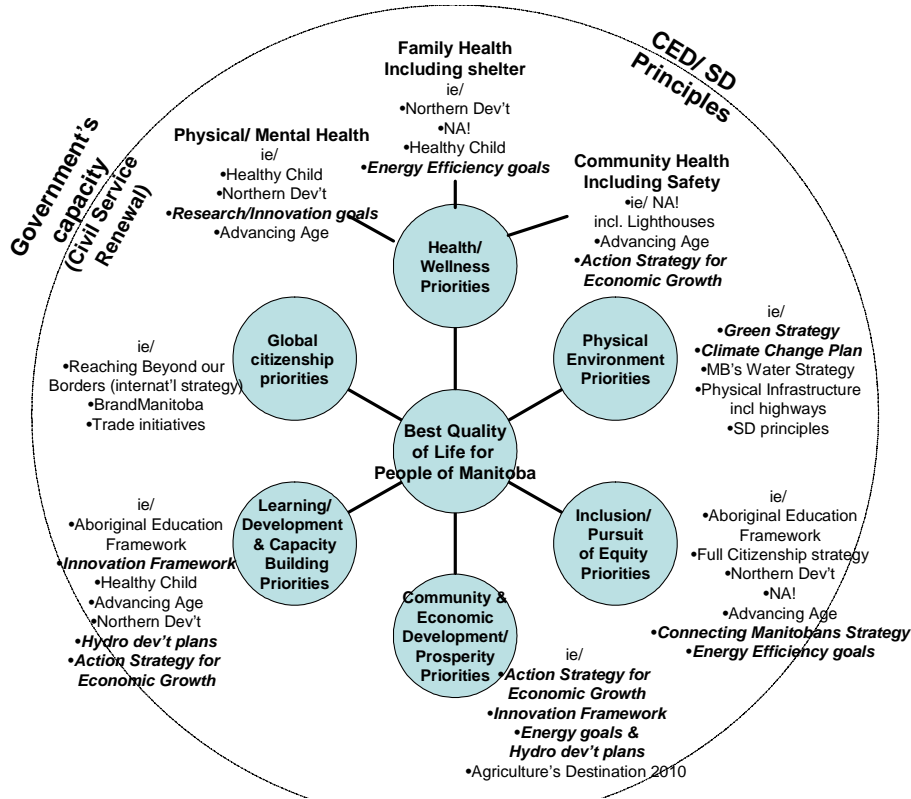 CED/ SD
Principles
Government's
capacity
(Civil Service
Renewal)
Family Health
Including shelter
ie/
•Northern Dev't
•NA!
•Healthy Child
•Energy Efficiency goals
Physical/ Mental Health
ie/
•Healthy Child
•Northern Dev't
•Research/Innovation goals
•Advancing Age
Community Health
Including Safety
•ie/ NA!
incl. Lighthouses
•Advancing Age
•Action Strategy for
Economic Growth
Health/
Wellness
Priorities
Global
citizenship
priorities
ie/
•Reaching Beyond our
Borders (internat'l strategy)
•BrandManitoba
•Trade initiatives
Physical
Environment
Priorities
ie/
•Green Strategy
•Climate Change Plan
•MB's Water Strategy
•Physical Infrastructure
incl highways
•SD principles
Best Quality
of Life for
People of Manitoba
Learning/
Development
& Capacity
Building
Priorities
ie/
•Aboriginal Education
Framework
•Innovation Framework
•Healthy Child
•Advancing Age
•Northern Dev't
•Hydro dev't plans
•Action Strategy for
Economic Growth
Inclusion/
Pursuit
of Equity
Priorities
ie/
•Aboriginal Education
Framework
•Full Citizenship strategy
•Northern Dev't
•NA!
•Advancing Age
•Connecting Manitobans Strategy
•Energy Efficiency goals
Community &
Economic
Development/
Prosperity
Priorities
ie/
•Action Strategy for
Economic Growth
•Innovation Framework
•Energy goals &
Hydro dev't plans
•Agriculture's Destination 2010